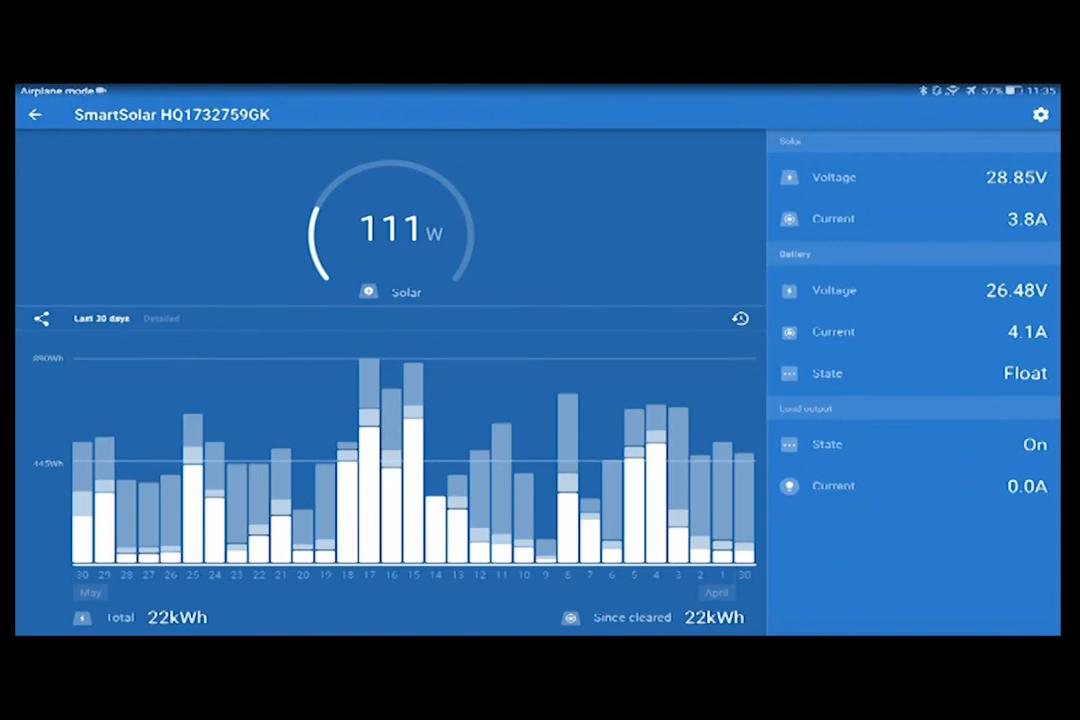 Airplane mode
57% 11:35
SmartSolar HQ1732759GK
111W
Solar
Last 30 days Detailed
890Wh
445Wh
30 29 28 27 26 25 24 23 22 21 20 19 18 17 16 15 14 13 12 11 10 9 8 7 6 5 4 3 2 1 30
May April
Total 22kWh Since cleared 22kWh
Solar
Voltage 28.85V
Current 3.8A
Battery
Voltage 26.48V
Current 4.1A
State Float
Load output
State On
Current 0.0A